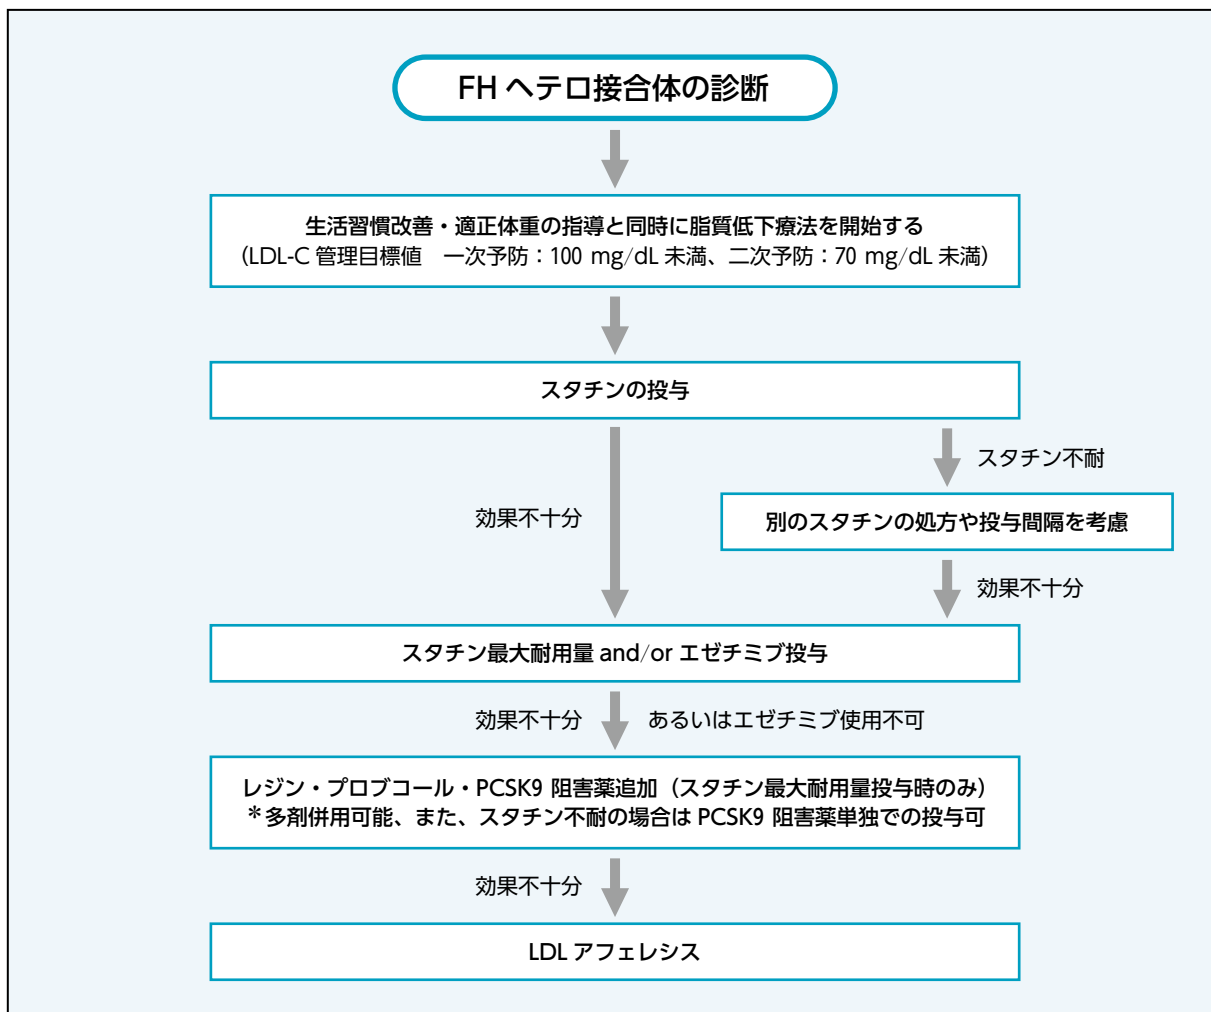 FH ヘテロ接合体の診断
生活習慣改善・適正体重の指導と同時に脂質低下療法を開始する
（LDL-C 管理目標値　一次予防：100 mg/dL 未満、二次予防：70 mg/dL 未満）
スタチンの投与
スタチン不耐
効果不十分
別のスタチンの処方や投与間隔を考慮
効果不十分
スタチン最大耐用量 and/or エゼチミブ投与
効果不十分
あるいはエゼチミブ使用不可
レジン・プロブコール・PCSK9 阻害薬追加（スタチン最大耐用量投与時のみ）
＊多剤併用可能、また、スタチン不耐の場合は PCSK9 阻害薬単独での投与可
効果不十分
LDL アフェレシス